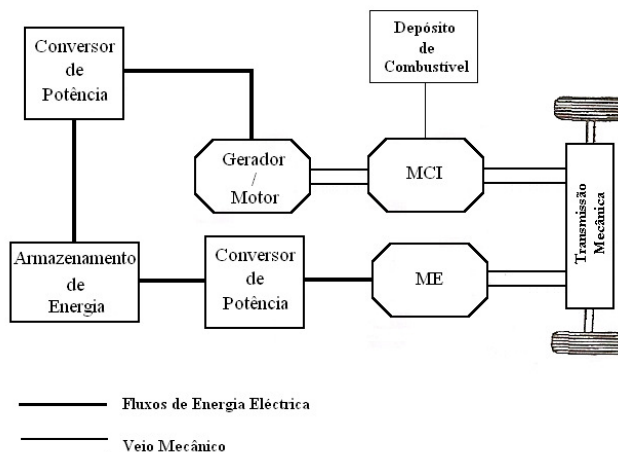 Conversor
de
Potência
Depósito
de
Combustível
Gerador
/
Motor
MCI
Transmissão
Mecânica
Armazenamento
de
Energia
Conversor
de
Potência
ME
Fluxos de Energia Eléctrica
Veio Mecânico